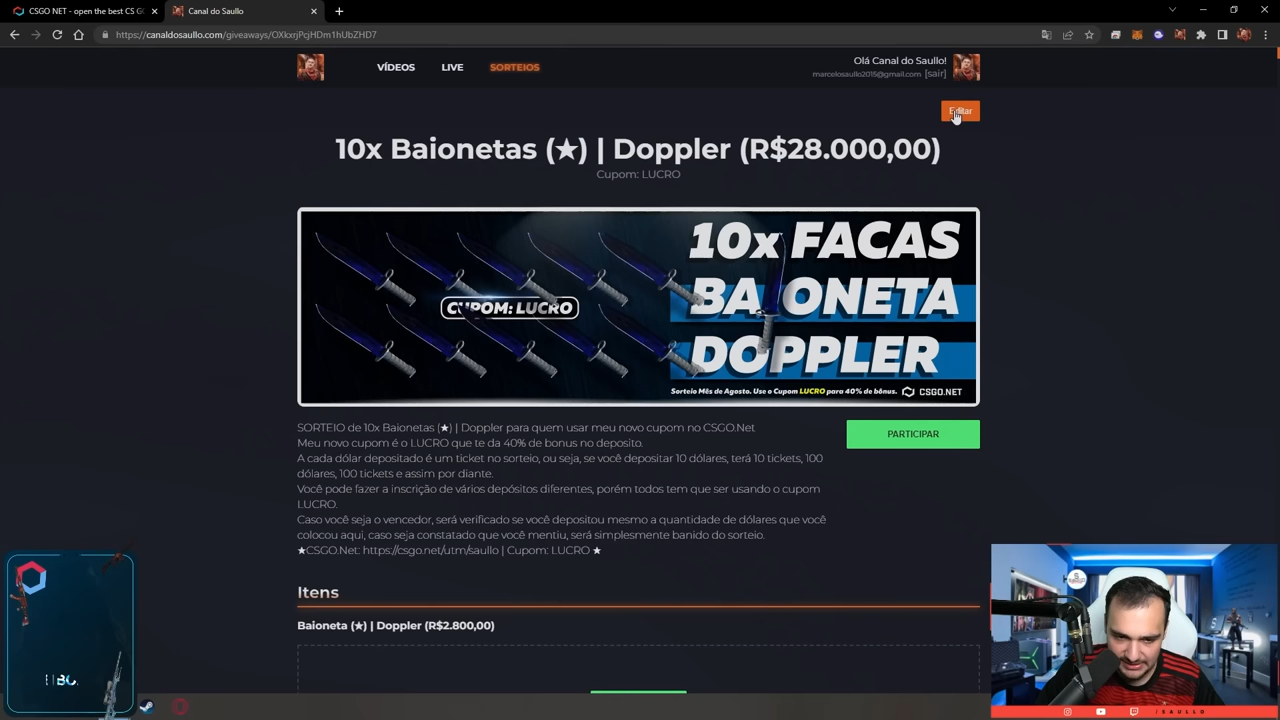 CSGO NET - open the best CS G
Canal do Saullo
https://canaldosaullo.com/giveaways/OXkxrjPcjHDm1hUbZHD7
VÍDEOS
LIVE
SORTEIOS
Olá Canal do Saullo!
marcelosaullo2015@gmail.com [sair]
Editar
10x Baionetas (★) | Doppler (R$28.000,00)
Cupom: LUCRO
10x FACAS
BAIONETA
DOPPLER
CUPOM: LUCRO
Sorteio Mês de Agosto. Use o Cupom LUCRO para 40% de bônus. CSGO.NET
SORTEIO de 10x Baionetas (★) | Doppler para quem usar meu novo cupom no CSGO.Net
Meu novo cupom é o LUCRO que te da 40% de bonus no deposito.
A cada dólar depositado é um ticket no sorteio, ou seja, se você depositar 10 dólares, terá 10 tickets, 100
dólares, 100 tickets e assim por diante.
Você pode fazer a inscrição de vários depósitos diferentes, porém todos tem que ser usando o cupom
LUCRO.
Caso você seja o vencedor, será verificado se você depositou mesmo a quantidade de dólares que você
colocou aqui, caso seja constatado que você mentiu, será simplesmente banido do sorteio.
★CSGO.Net: https://csgo.net/utm/saullo | Cupom: LUCRO ★
PARTICIPAR
Itens
Baioneta (★) | Doppler (R$2.800,00)
/SAULLO